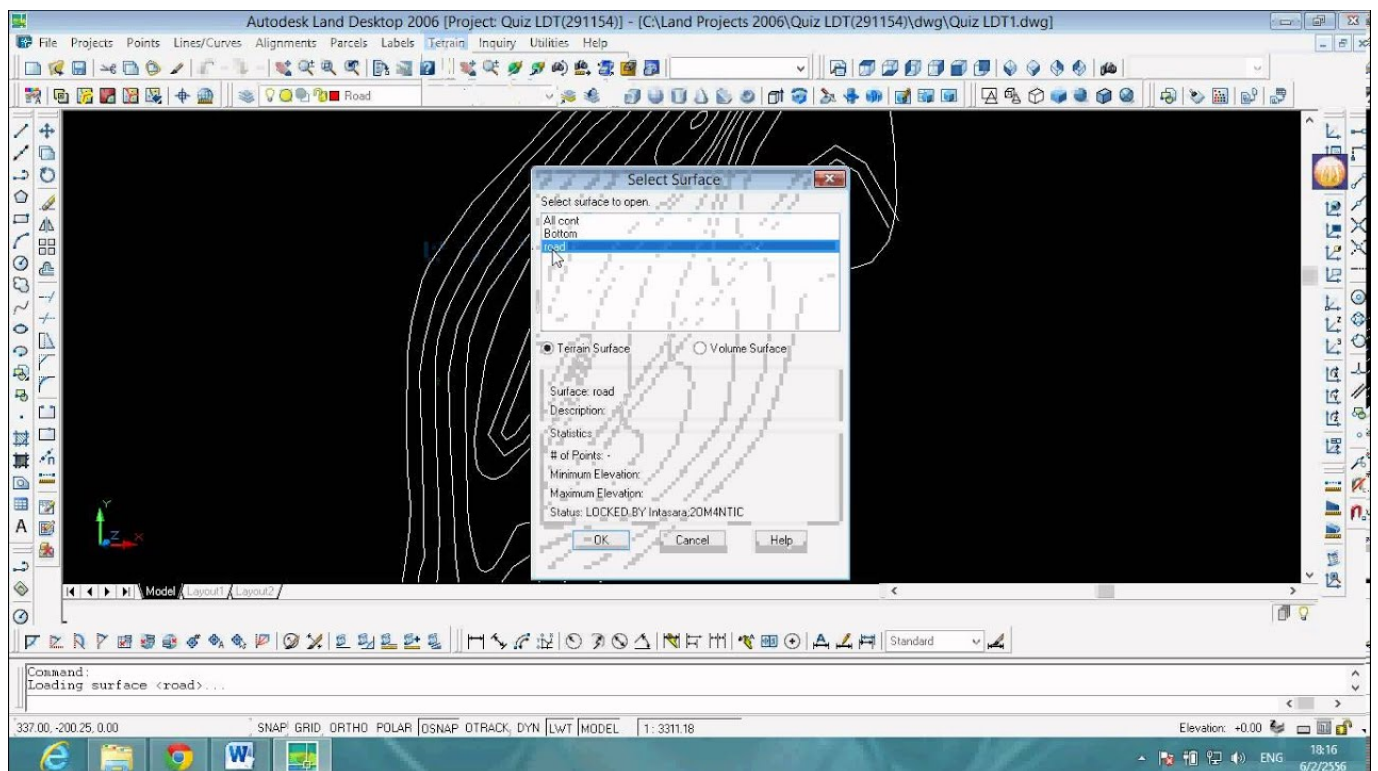 Autodesk Land Desktop 2006 [Project: Quiz LDT(291154)] - [C:\Land Projects 2006\Quiz LDT(291154)\dwg\Quiz LDT1.dwg]
File Projects Points Lines/Curves Alignments Parcels Labels Terrain Inquiry Utilities Help
Road
Select Surface
Select surface to open.
All cont
Bottom
road
Terrain Surface Volume Surface
Surface: road
Description:
Statistics
# of Points: -
Minimum Elevation:
Maximum Elevation:
Status: LOCKED BY Intasara;20M4NTIC
OK Cancel Help
Y
Z X
Model Layout1 Layout2
Standard
Command:
Loading surface <road>...
337.00, -200.25, 0.00 SNAP GRID ORTHO POLAR OSNAP OTRACK DYN LWT MODEL 1: 3311.18 Elevation: +0.00
ENG 18:16
6/2/2556